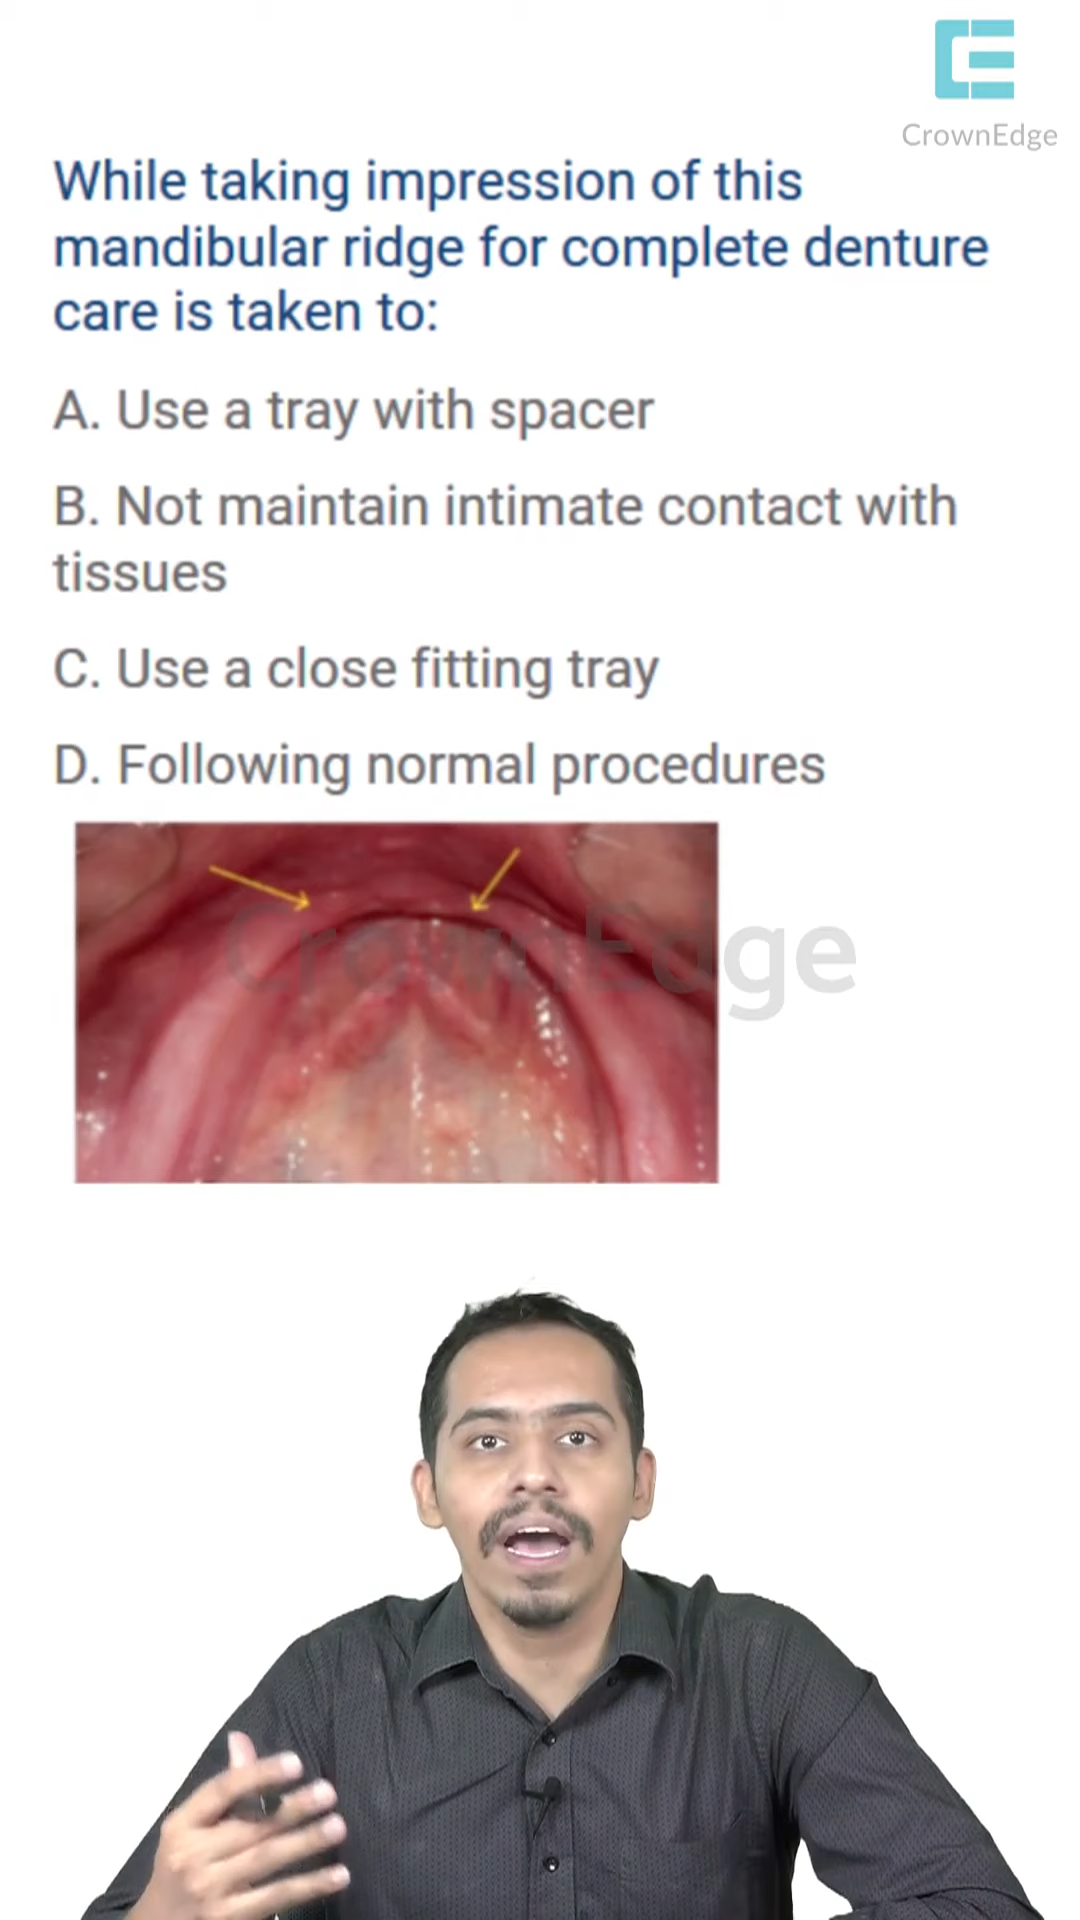 CrownEdge
While taking impression of this
mandibular ridge for complete denture
care is taken to:
A. Use a tray with spacer
B. Not maintain intimate contact with
tissues
C. Use a close fitting tray
D. Following normal procedures
CrownEdge